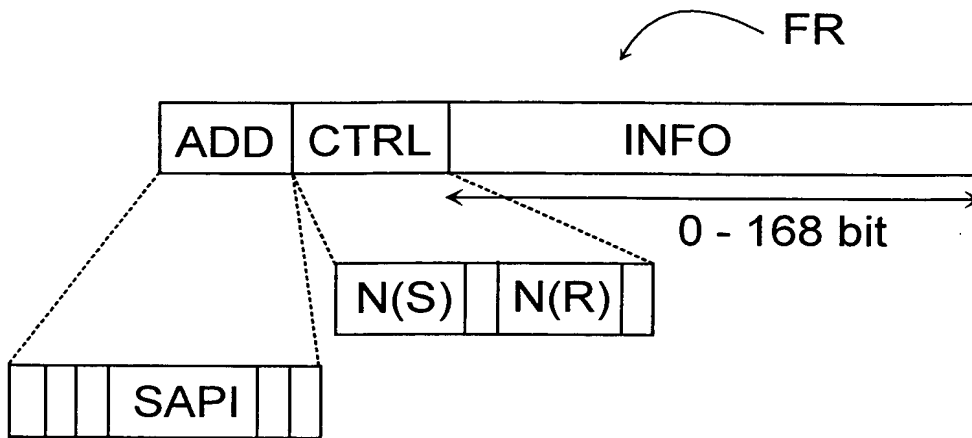 FR
ADD CTRL INFO
0 - 168 bit
N(S) N(R)
SAPI